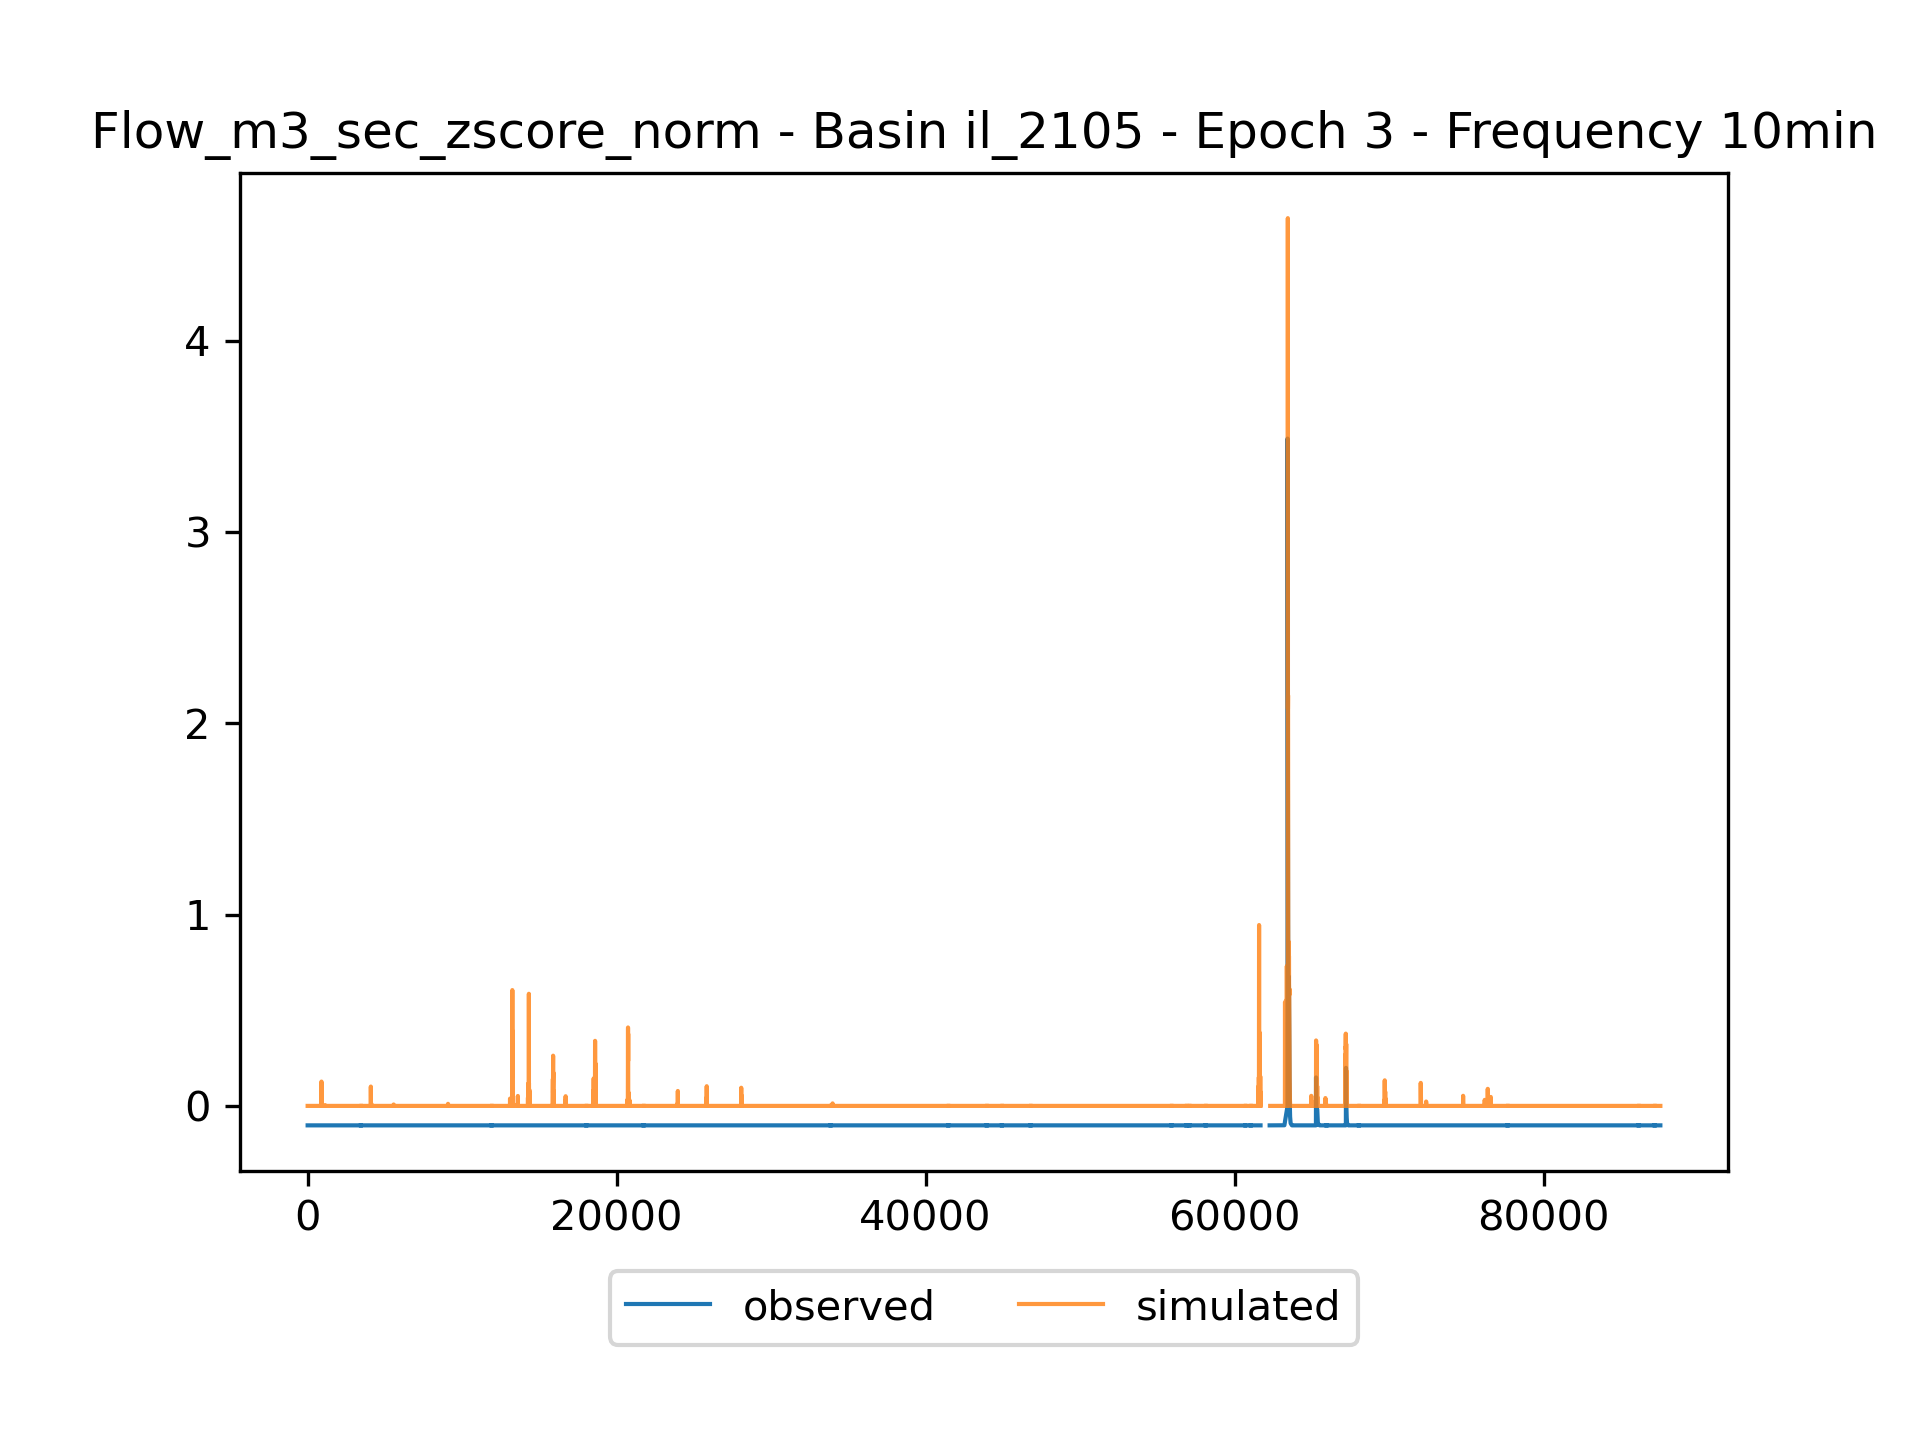 Flow_m3_sec_zscore_norm - Basin il_2105 - Epoch 3 - Frequency 10min
4
3
2
1
0
0 20000 40000 60000 80000
observed simulated